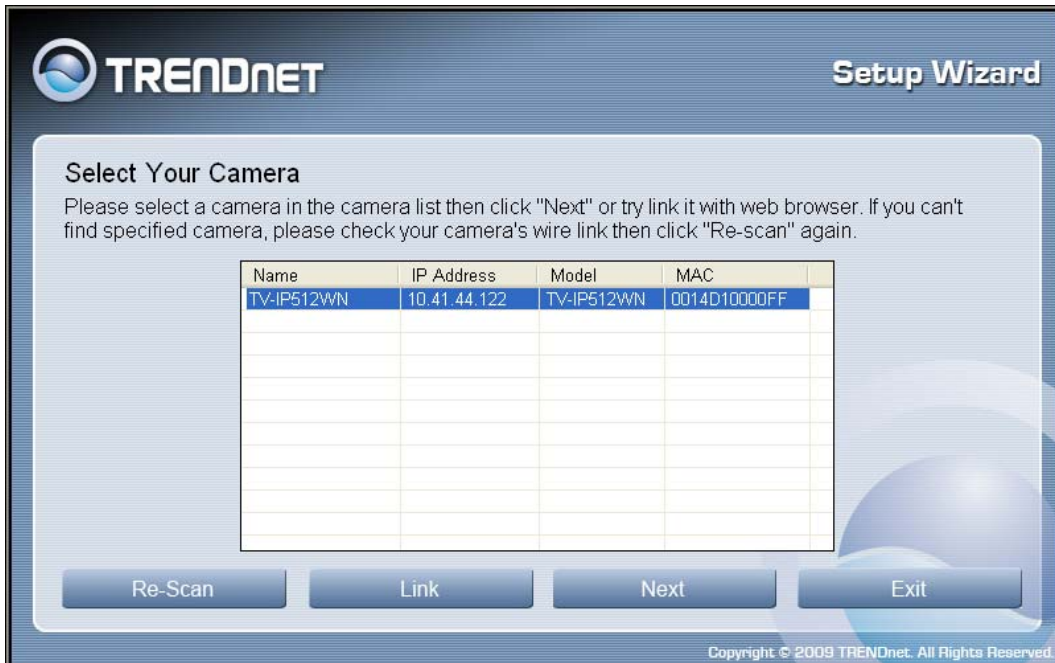 TRENDNET
Setup Wizard
Select Your Camera
Please select a camera in the camera list then click "Next" or try link it with web browser. If you can't
find specified camera, please check your camera's wire link then click "Re-scan" again.
Name IP Address Model MAC
TV-IP512WN 10.41.44.122 TV-IP512WN 0014D10000FF
Re-Scan Link Next Exit
Copyright © 2009 TRENDnet. All Rights Reserved.